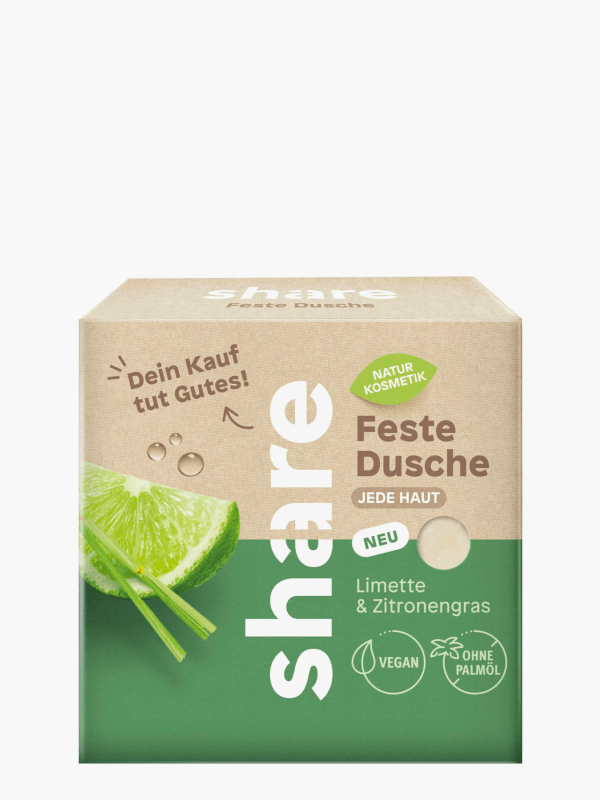 share
Feste Dusche
Dein Kauf
tut Gutes!
share
NATUR
KOSMETIK
Feste
Dusche
JEDE HAUT
NEU
Limette
& Zitronengras
VEGAN
OHNE
PALMÖL